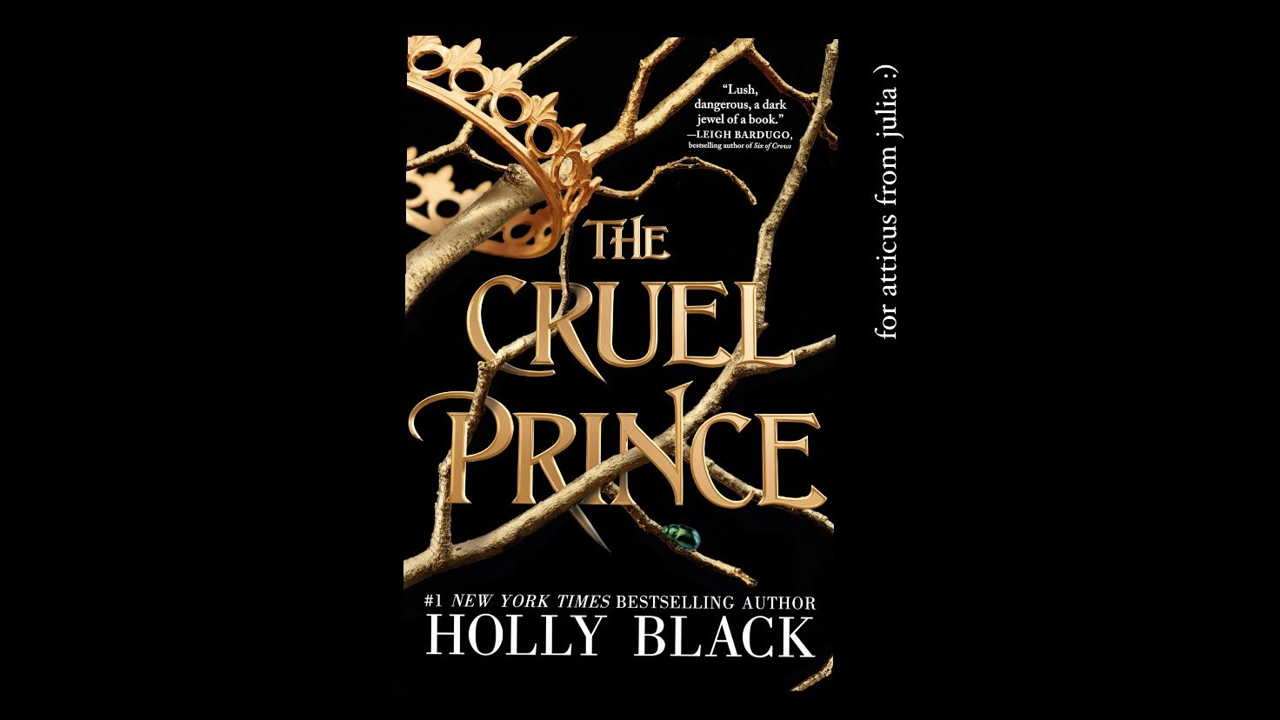 “Lush,
dangerous, a dark
jewel of a book.”
—LEIGH BARDUGO,
bestselling author of Six of Crows
THE
CRUEL
PRINCE
#1 NEW YORK TIMES BESTSELLING AUTHOR
HOLLY BLACK
for atticus from julia :)